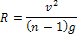 R = v²/((n − 1)g)